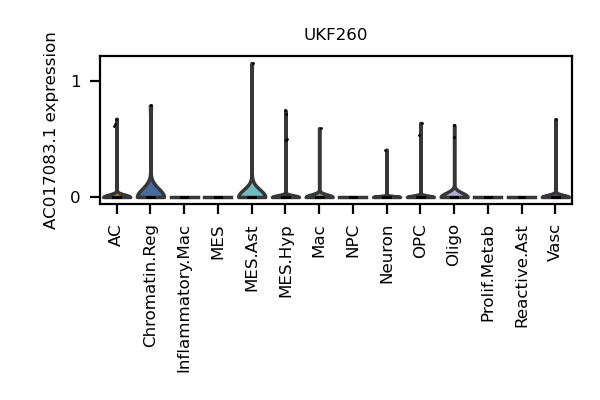 UKF260
AC017083.1 expression
1
0
AC
Chromatin.Reg
Inflammatory.Mac
MES
MES.Ast
MES.Hyp
Mac
NPC
Neuron
OPC
Oligo
Prolif.Metab
Reactive.Ast
Vasc